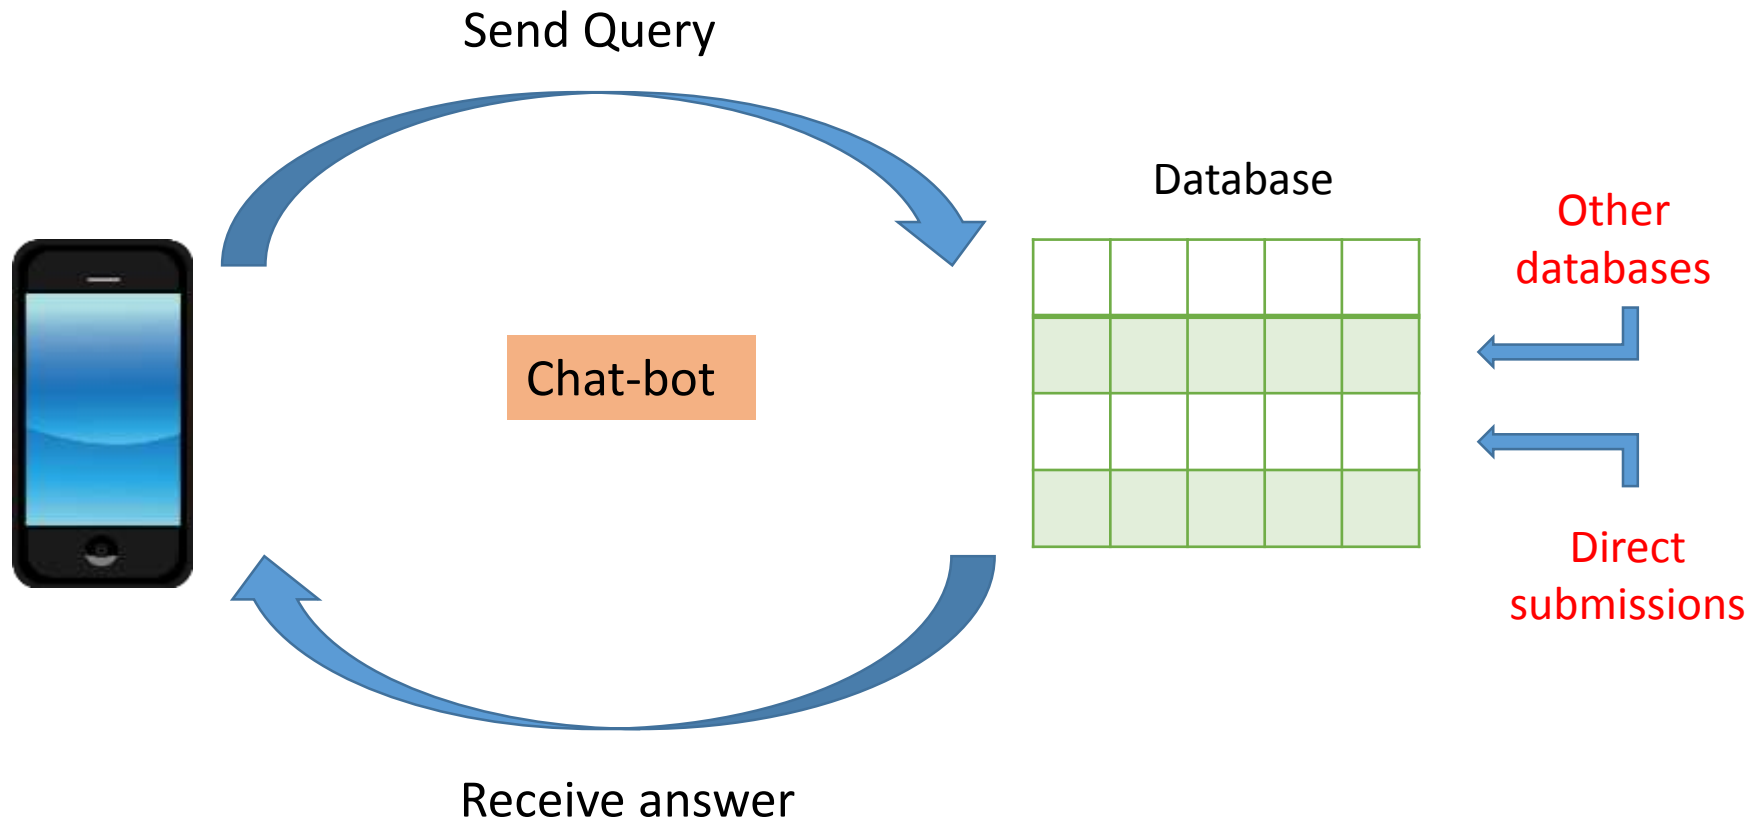 Send Query
Database
Other
databases
Chat-bot
Direct
submissions
Receive answer